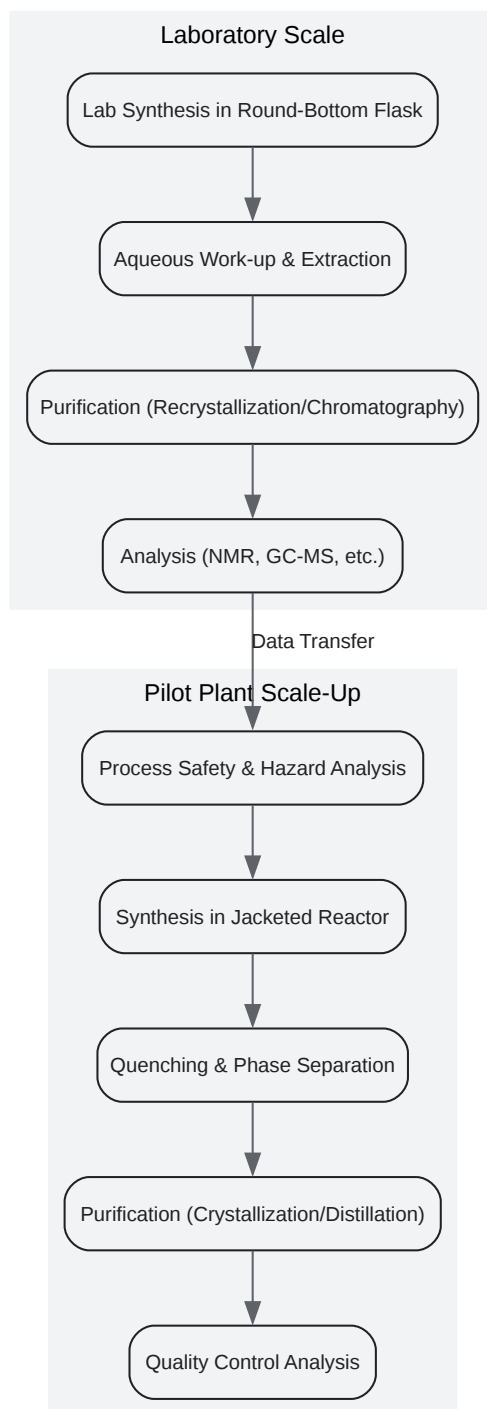 Laboratory Scale
Lab Synthesis in Round-Bottom Flask
Aqueous Work-up & Extraction
Purification (Recrystallization/Chromatography)
Analysis (NMR, GC-MS, etc.)
Data Transfer
Pilot Plant Scale-Up
Process Safety & Hazard Analysis
Synthesis in Jacketed Reactor
Quenching & Phase Separation
Purification (Crystallization/Distillation)
Quality Control Analysis